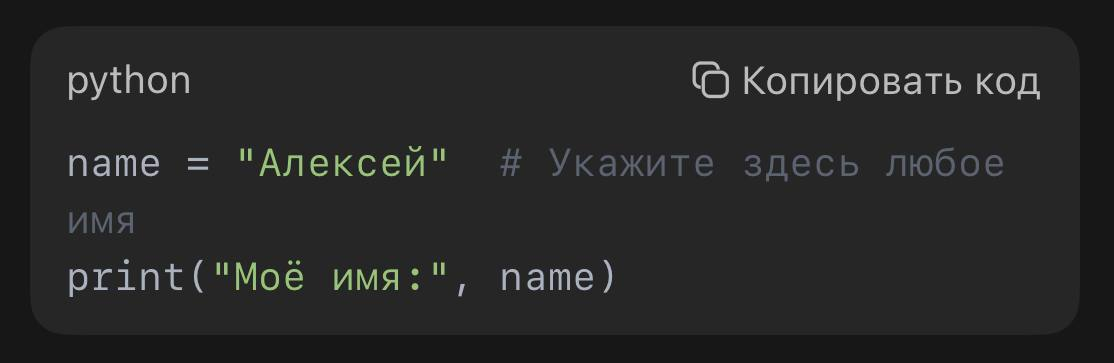 python
Копировать код
name = "Алексей"  # Укажите здесь любое
имя
print("Моё имя:", name)